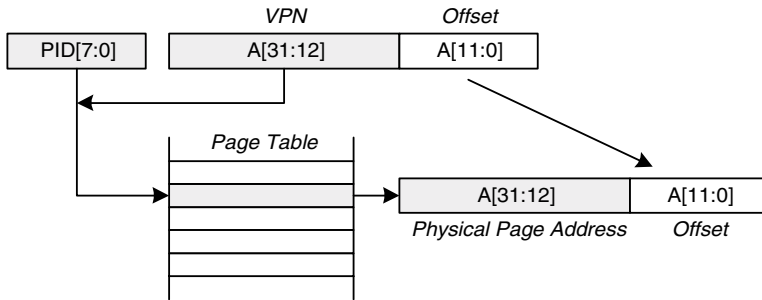 VPN Offset
PID[7:0] A[31:12] A[11:0]
Page Table
A[31:12] A[11:0]
Physical Page Address Offset